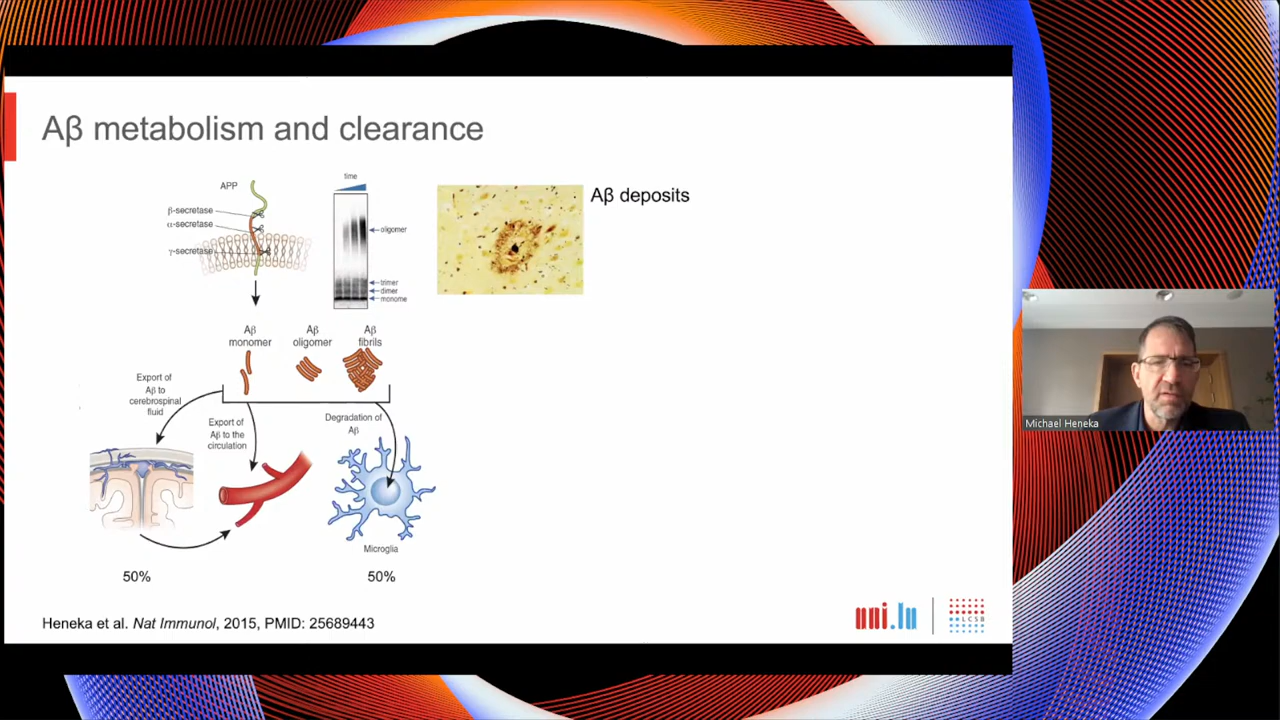 Aβ metabolism and clearance
APP
β-secretase
α-secretase
γ-secretase
time
oligomer
trimer
dimer
monome
Aβ deposits
Aβ
monomer
Aβ
oligomer
Aβ
fibrils
Export of
Aβ to
cerebrospinal
fluid
Export of
Aβ to the
circulation
Degradation of
Aβ
Microglia
50%
50%
Heneka et al. Nat Immunol, 2015, PMID: 25689443
uni.lu
LCSB
Michael Heneka